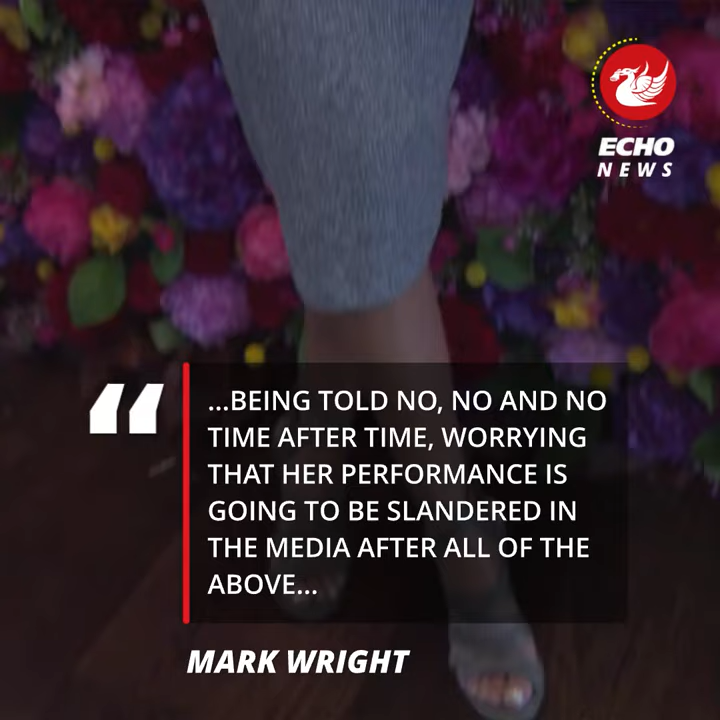 ECHO
NEWS
“
...BEING TOLD NO, NO AND NO
TIME AFTER TIME, WORRYING
THAT HER PERFORMANCE IS
GOING TO BE SLANDERED IN
THE MEDIA AFTER ALL OF THE
ABOVE...
MARK WRIGHT